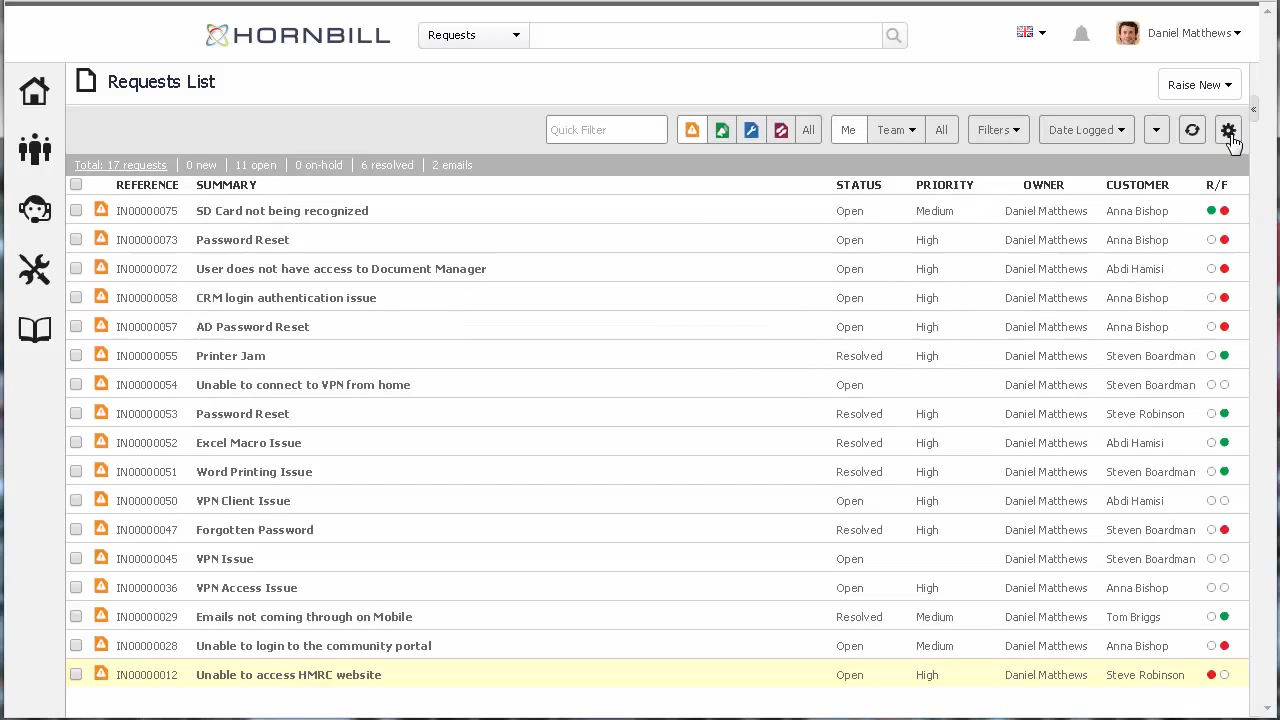 HORNBILL Requests Daniel Matthews
Requests List Raise New
Quick Filter All Me Team All Filters Date Logged
Total: 17 requests 0 new 11 open 0 on-hold 6 resolved 2 emails
REFERENCE SUMMARY STATUS PRIORITY OWNER CUSTOMER R/F
IN00000075 SD Card not being recognized Open Medium Daniel Matthews Anna Bishop
IN00000073 Password Reset Open High Daniel Matthews Anna Bishop
IN00000072 User does not have access to Document Manager Open High Daniel Matthews Abdi Hamisi
IN00000058 CRM login authentication issue Open High Daniel Matthews Anna Bishop
IN00000057 AD Password Reset Open High Daniel Matthews Anna Bishop
IN00000055 Printer Jam Resolved High Daniel Matthews Steven Boardman
IN00000054 Unable to connect to VPN from home Open Daniel Matthews Steven Boardman
IN00000053 Password Reset Resolved High Daniel Matthews Steve Robinson
IN00000052 Excel Macro Issue Resolved High Daniel Matthews Abdi Hamisi
IN00000051 Word Printing Issue Resolved High Daniel Matthews Steven Boardman
IN00000050 VPN Client Issue Open High Daniel Matthews Abdi Hamisi
IN00000047 Forgotten Password Resolved High Daniel Matthews Steven Boardman
IN00000045 VPN Issue Open Daniel Matthews Steven Boardman
IN00000036 VPN Access Issue Open High Daniel Matthews Anna Bishop
IN00000029 Emails not coming through on Mobile Resolved Medium Daniel Matthews Tom Briggs
IN00000028 Unable to login to the community portal Open Medium Daniel Matthews Anna Bishop
IN00000012 Unable to access HMRC website Open High Daniel Matthews Steve Robinson